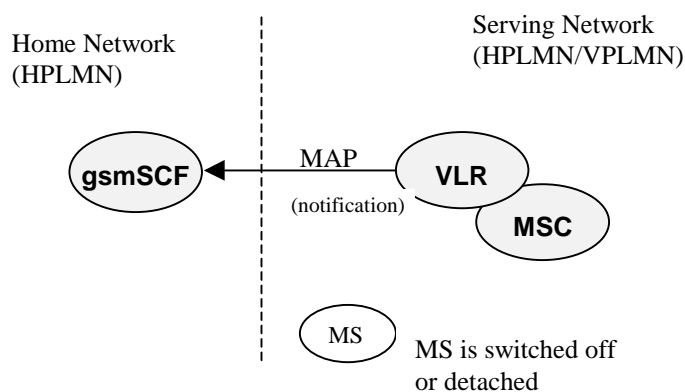 Home Network
(HPLMN)
Serving Network
(HPLMN/VPLMN)
gsmSCF
MAP
(notification)
VLR
MSC
MS
MS is switched off
or detached